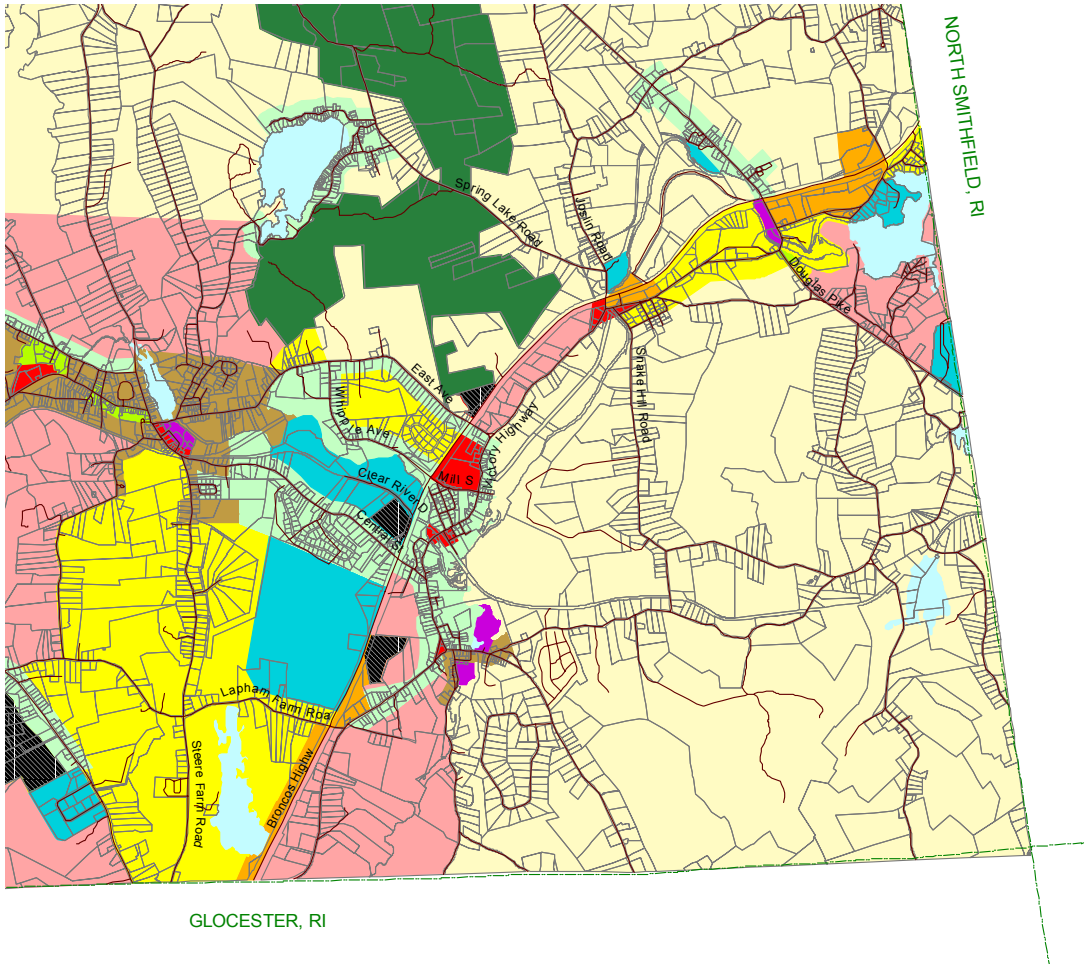 NORTH SMITHFIELD, RI
Spring Lake Road
Joslin Road
Douglas Pike
Snake Hill Road
East Ave
Whipple Ave
Victory Highway
Mill S
Clear River D
Central S
Lapham Farm Roa
Steere Farm Road
Broncos Highw
GLOCESTER, RI